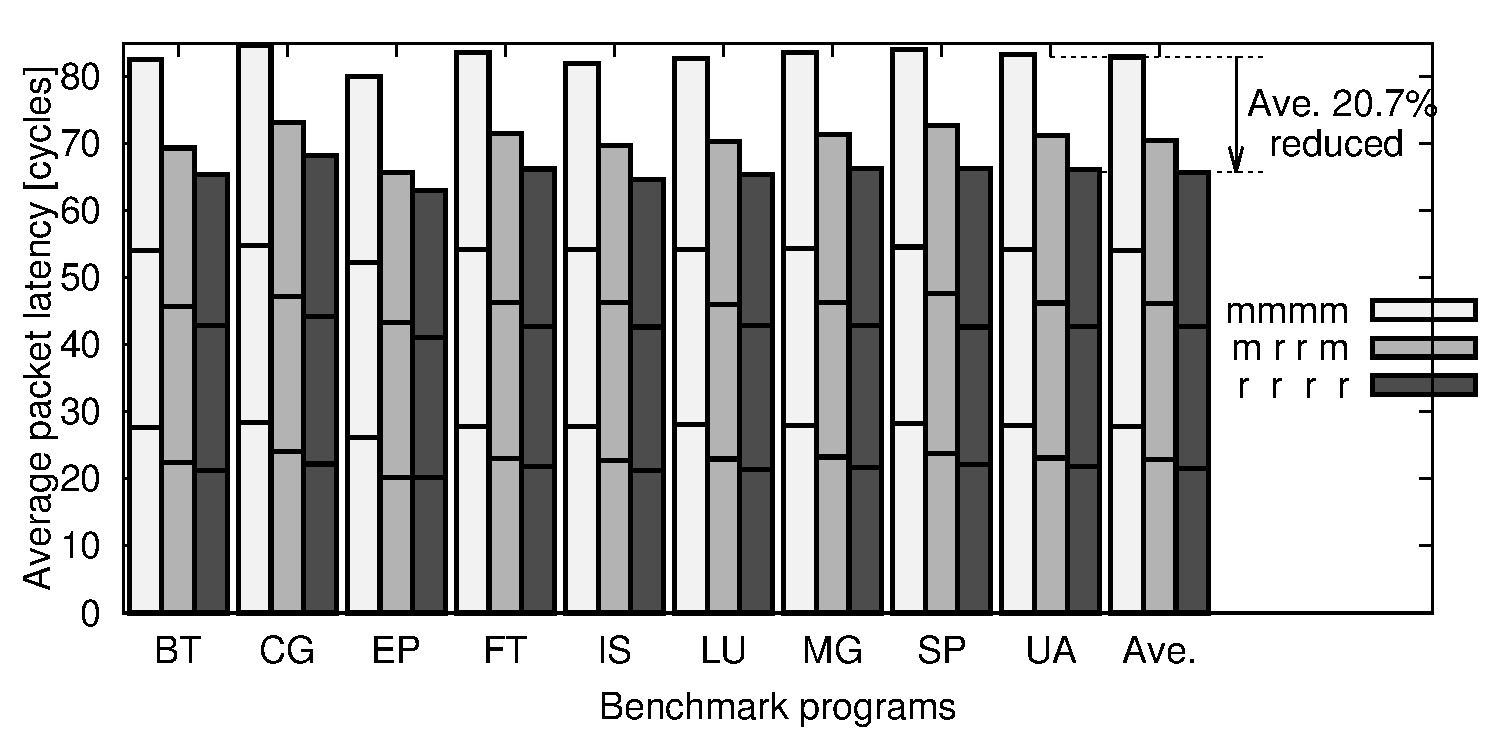 Average packet latency [cycles]
80
70
60
50
40
30
20
10
0
Ave. 20.7%
reduced
mmmm
m r r m
r r r r
BT CG EP FT IS LU MG SP UA Ave.
Benchmark programs